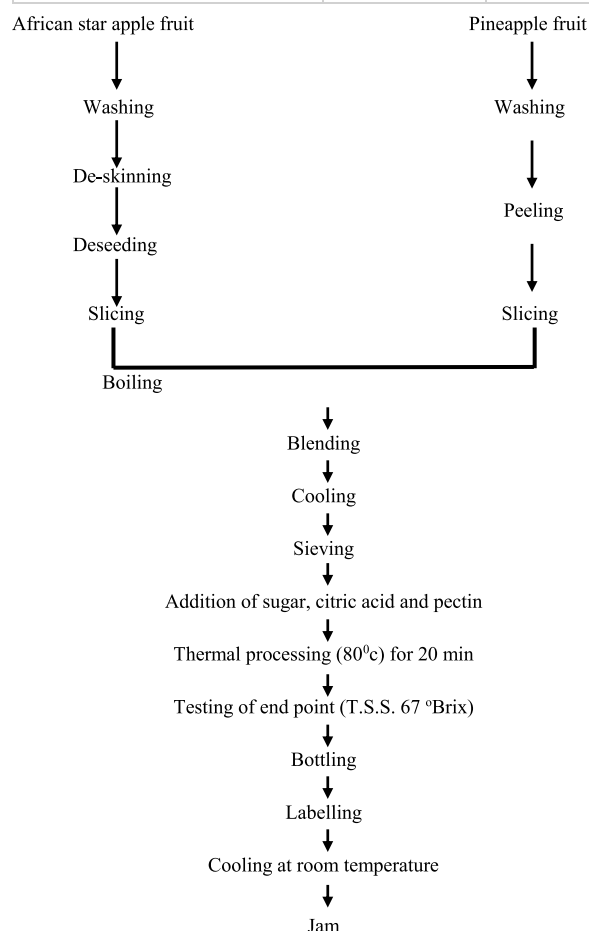 African star apple fruit
Pineapple fruit
Washing
Washing
De-skinning
Peeling
Deseeding
Slicing
Slicing
Boiling
Blending
Cooling
Sieving
Addition of sugar, citric acid and pectin
Thermal processing (80⁰c) for 20 min
Testing of end point (T.S.S. 67 ºBrix)
Bottling
Labelling
Cooling at room temperature
Jam